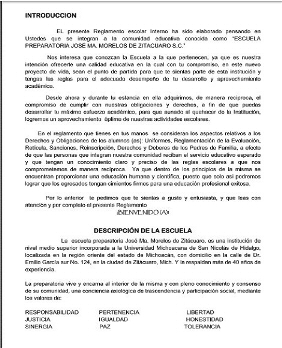 INTRODUCCION
EL presente Reglamento escolar Interno ha sido elaborado pensando en
Ustedes que se integran a la comunidad educativa conocida como "ESCUELA
PREPARATORIA JOSE MA. MORELOS DE ZITACUARO S.C."
Nos interesa que conozcan la Escuela a la que pertenecen, ya que es nuestra
intención ofrecerte una calidad educativa en la cual con tu compromiso, en este nuevo
proyecto de vida, sean el punto de partida para que te sientas parte de esta institución y
tengas las reglas para el adecuado desempeño de tu desarrollo y aprovechamiento
académico.
Desde ahora y durante tu estancia en ella adquirimos, de manera recíproca, el
compromiso de cumplir con nuestras obligaciones y derechos, a fin de que puedas
desarrollar tu máximo esfuerzo académico, para que aunado al quehacer de la Institución,
logremos un aprovechamiento óptimo de nuestras actividades escolares.
En el reglamento que tienes en tus manos se consideran los aspectos relativos a los
Derechos y Obligaciones de los alumnos (as) Uniformes, Reglamentación de la Evaluación,
Retícula, Sanciones, Reinscripción, Derechos y Deberes de los Padres de Familia, a efecto
de que las personas que integran nuestra comunidad reciban el servicio educativo esperado
y que tengan un conocimiento claro y preciso de las reglas escolares a que nos
comprometemos de manera recíproca. Ya que dentro de los principios de la misma se
encuentran proporcionar una educación humana y científica, puesto que solo así podremos
lograr que los egresados tengan cimientos firmes para una educación profesional exitosa.
Por lo anterior te pedimos que te sientas a gusto y entusiasta, y que leas con
atención y por completo el presente Reglamento
¡BIENVENIDO (A)!
DESCRIPCIÓN DE LA ESCUELA
La escuela preparatoria José Ma. Morelos de Zitácuaro, es una institución de
nivel medio superior incorporada a la Universidad Michoacana de San Nicolás de Hidalgo,
localizada en la región oriente del estado de Michoacán, con domicilio en la calle de Dr.
Emilio García sur No. 124, en la ciudad de Zitácuaro, Mich. Y la respaldan más de 40 años de
experiencia.
La preparatoria vive y encarna al interior de la misma y con pleno conocimiento y consenso
de su comunidad, una conciencia axiológica de trascendencia y participación social, mediante
los valores de:
RESPONSABILIDAD PERTENENCIA LIBERTAD
JUSTICIA IGUALDAD HONESTIDAD
SINERGIA PAZ TOLERANCIA